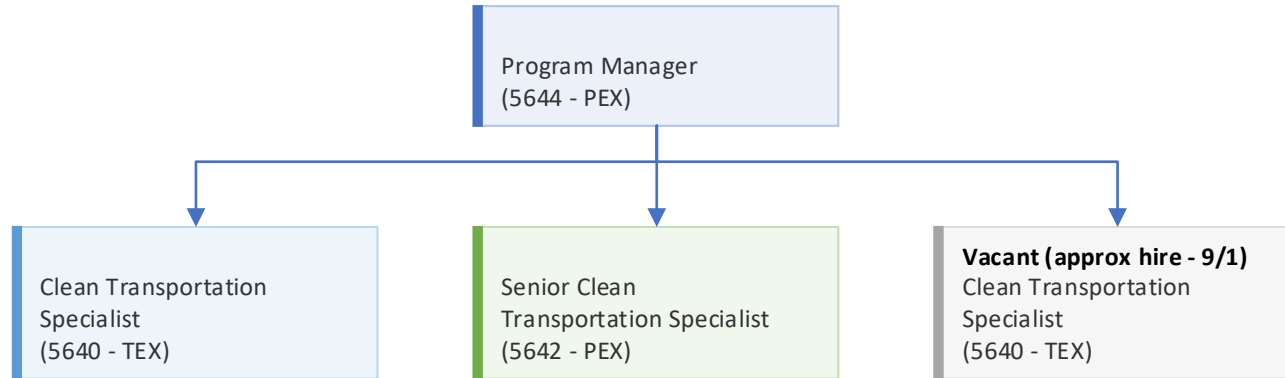 Program Manager
(5644 - PEX)
Clean Transportation
Specialist
(5640 - TEX)
Senior Clean
Transportation Specialist
(5642 - PEX)
Vacant (approx hire - 9/1)
Clean Transportation
Specialist
(5640 - TEX)